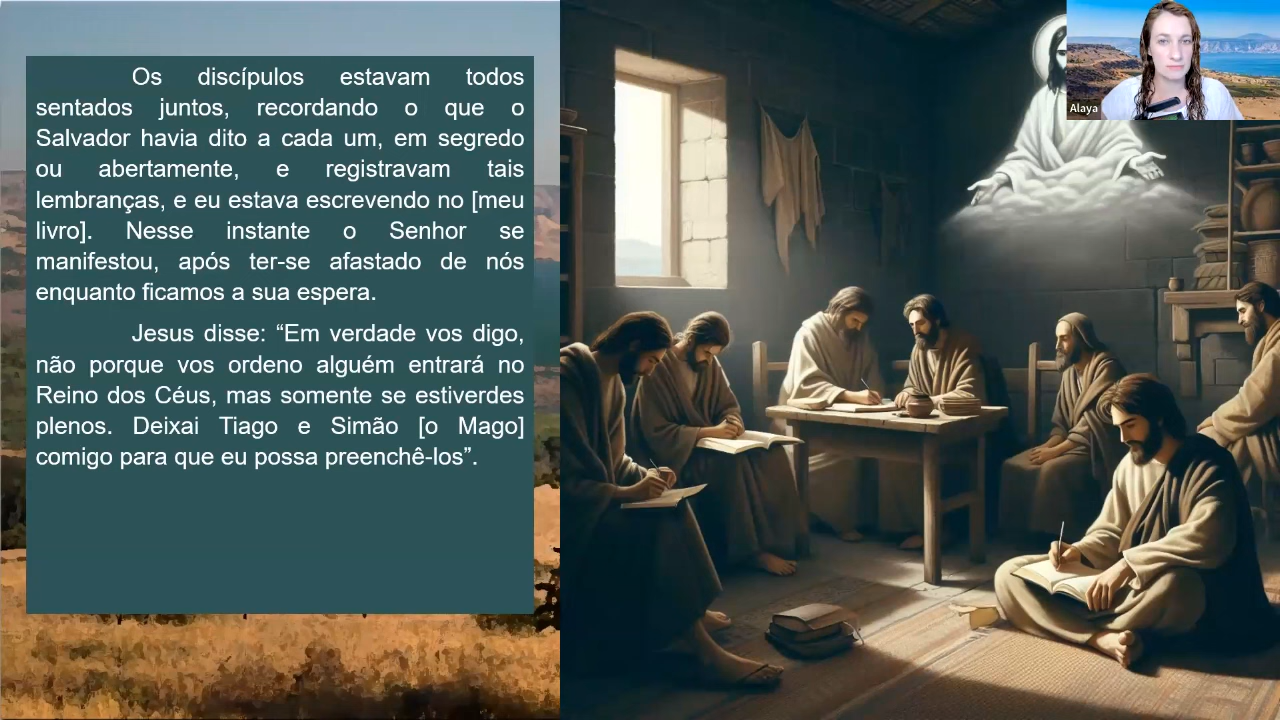 Os discípulos estavam todos
sentados juntos, recordando o que o
Salvador havia dito a cada um, em segredo
ou abertamente, e registravam tais
lembranças, e eu estava escrevendo no [meu
livro]. Nesse instante o Senhor se
manifestou, após ter-se afastado de nós
enquanto ficamos a sua espera.
Jesus disse: “Em verdade vos digo,
não porque vos ordeno alguém entrará no
Reino dos Céus, mas somente se estiverdes
plenos. Deixai Tiago e Simão [o Mago]
comigo para que eu possa preenchê-los”.
Alaya